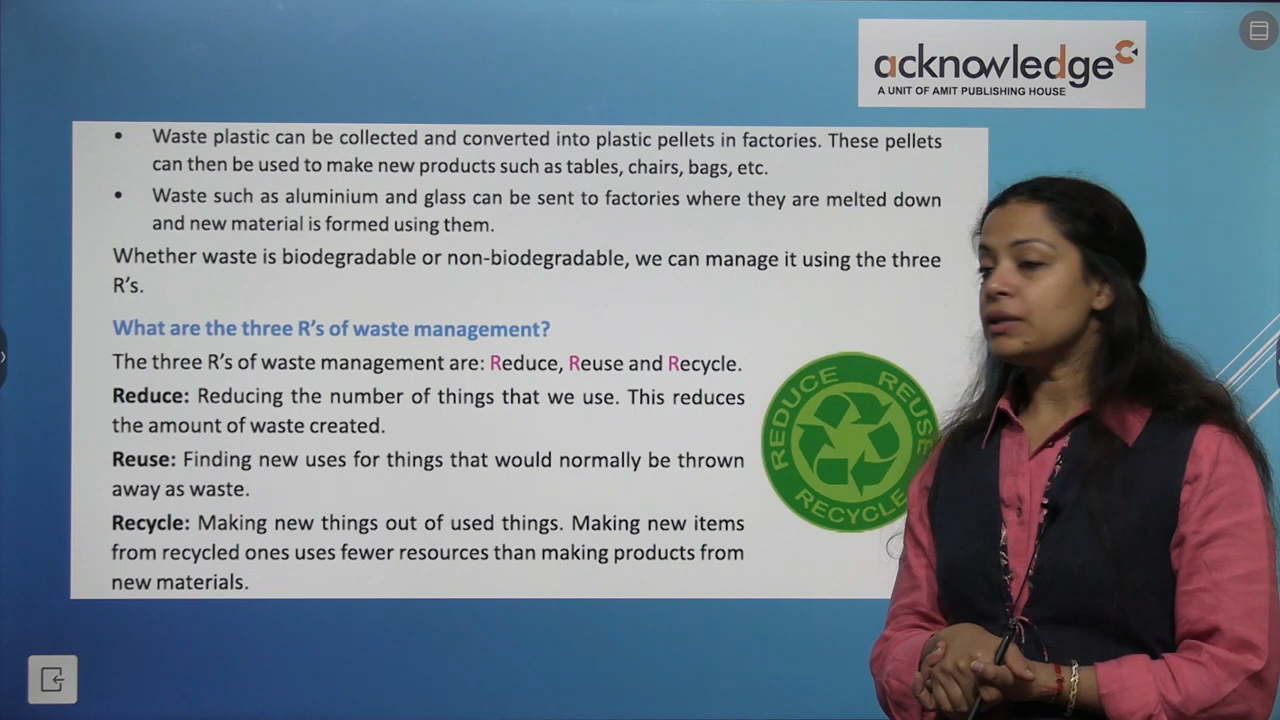 acknowledge
A UNIT OF AMIT PUBLISHING HOUSE
• Waste plastic can be collected and converted into plastic pellets in factories. These pellets
can then be used to make new products such as tables, chairs, bags, etc.
• Waste such as aluminium and glass can be sent to factories where they are melted down
and new material is formed using them.
Whether waste is biodegradable or non-biodegradable, we can manage it using the three
R's.
What are the three R's of waste management?
The three R's of waste management are: Reduce, Reuse and Recycle.
Reduce: Reducing the number of things that we use. This reduces
the amount of waste created.
Reuse: Finding new uses for things that would normally be thrown
away as waste.
Recycle: Making new things out of used things. Making new items
from recycled ones uses fewer resources than making products from
new materials.
REDUCE
REUSE
RECYCLE